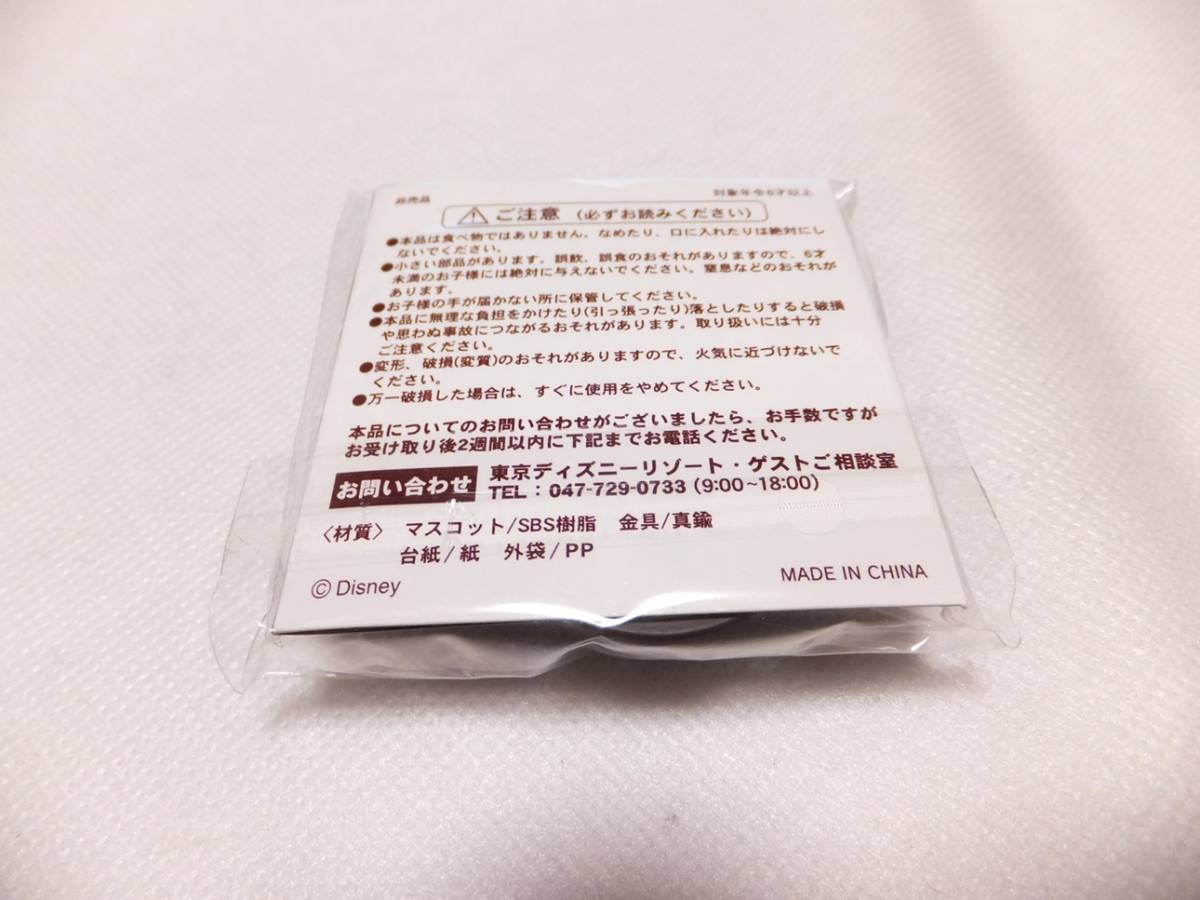 非売品 対象年令6才以上
ご注意 (必ずお読みください)
●本品は食べ物ではありません。なめたり、口に入れたりは絶対にし
ないでください。
●小さい部品があります。誤飲、誤食のおそれがありますので、6才
未満のお子様には絶対に与えないでください。窒息などのおそれが
あります。
●お子様の手が届かない所に保管してください。
●本品に無理な負担をかけたり(引っ張ったり)落としたりすると破損
や思わぬ事故につながるおそれがあります。取り扱いには十分
ご注意ください。
●変形、破損(変質)のおそれがありますので、火気に近づけないで
ください。
●万一破損した場合は、すぐに使用をやめてください。
本品についてのお問い合わせがございましたら、お手数ですが
お受け取り後2週間以内に下記までお電話ください。
お問い合わせ 東京ディズニーリゾート・ゲストご相談室
TEL：047-729-0733 (9:00~18:00)
〈材質〉 マスコット/SBS樹脂 金具/真鍮
台紙/紙 外袋/PP
© Disney MADE IN CHINA